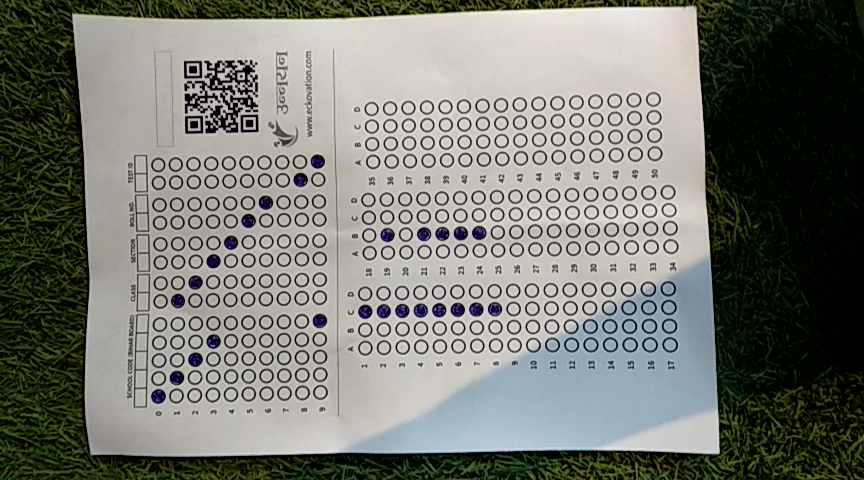 SCHOOL CODE (BIHAR BOARD) CLASS SECTION ROLL NO. TEST ID
0
1
2
3
4
5
6
7
8
9
उन्नयन
www.eckovation.com
A B C D A B C D A B C D
1 18 35
2 19 36
3 20 37
4 21 38
5 22 39
6 23 40
7 24 41
8 25 42
9 26 43
10 27 44
11 28 45
12 29 46
13 30 47
14 31 48
15 32 49
16 33 50
17 34